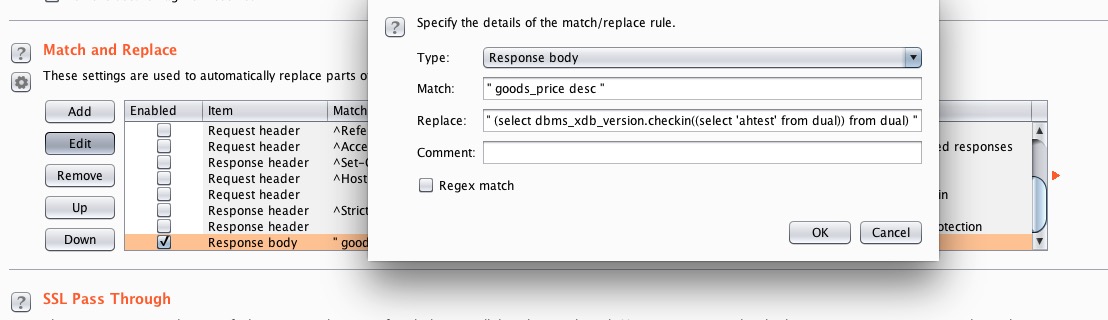 Specify the details of the match/replace rule.
Match and Replace
Type: Response body
These settings are used to automatically replace parts o
Match: " goods_price desc "
Add Enabled Item Match
Replace: " (select dbms_xdb_version.checkin((select 'ahtest' from dual)) from dual) "
Request header ^Refe
Edit Request header ^Acce ed responses
Comment:
Response header ^Set-C
Remove Request header ^Host
Regex match
Request header in
Up Response header ^Strict
Response header otection
Down Response body " good
OK Cancel
SSL Pass Through